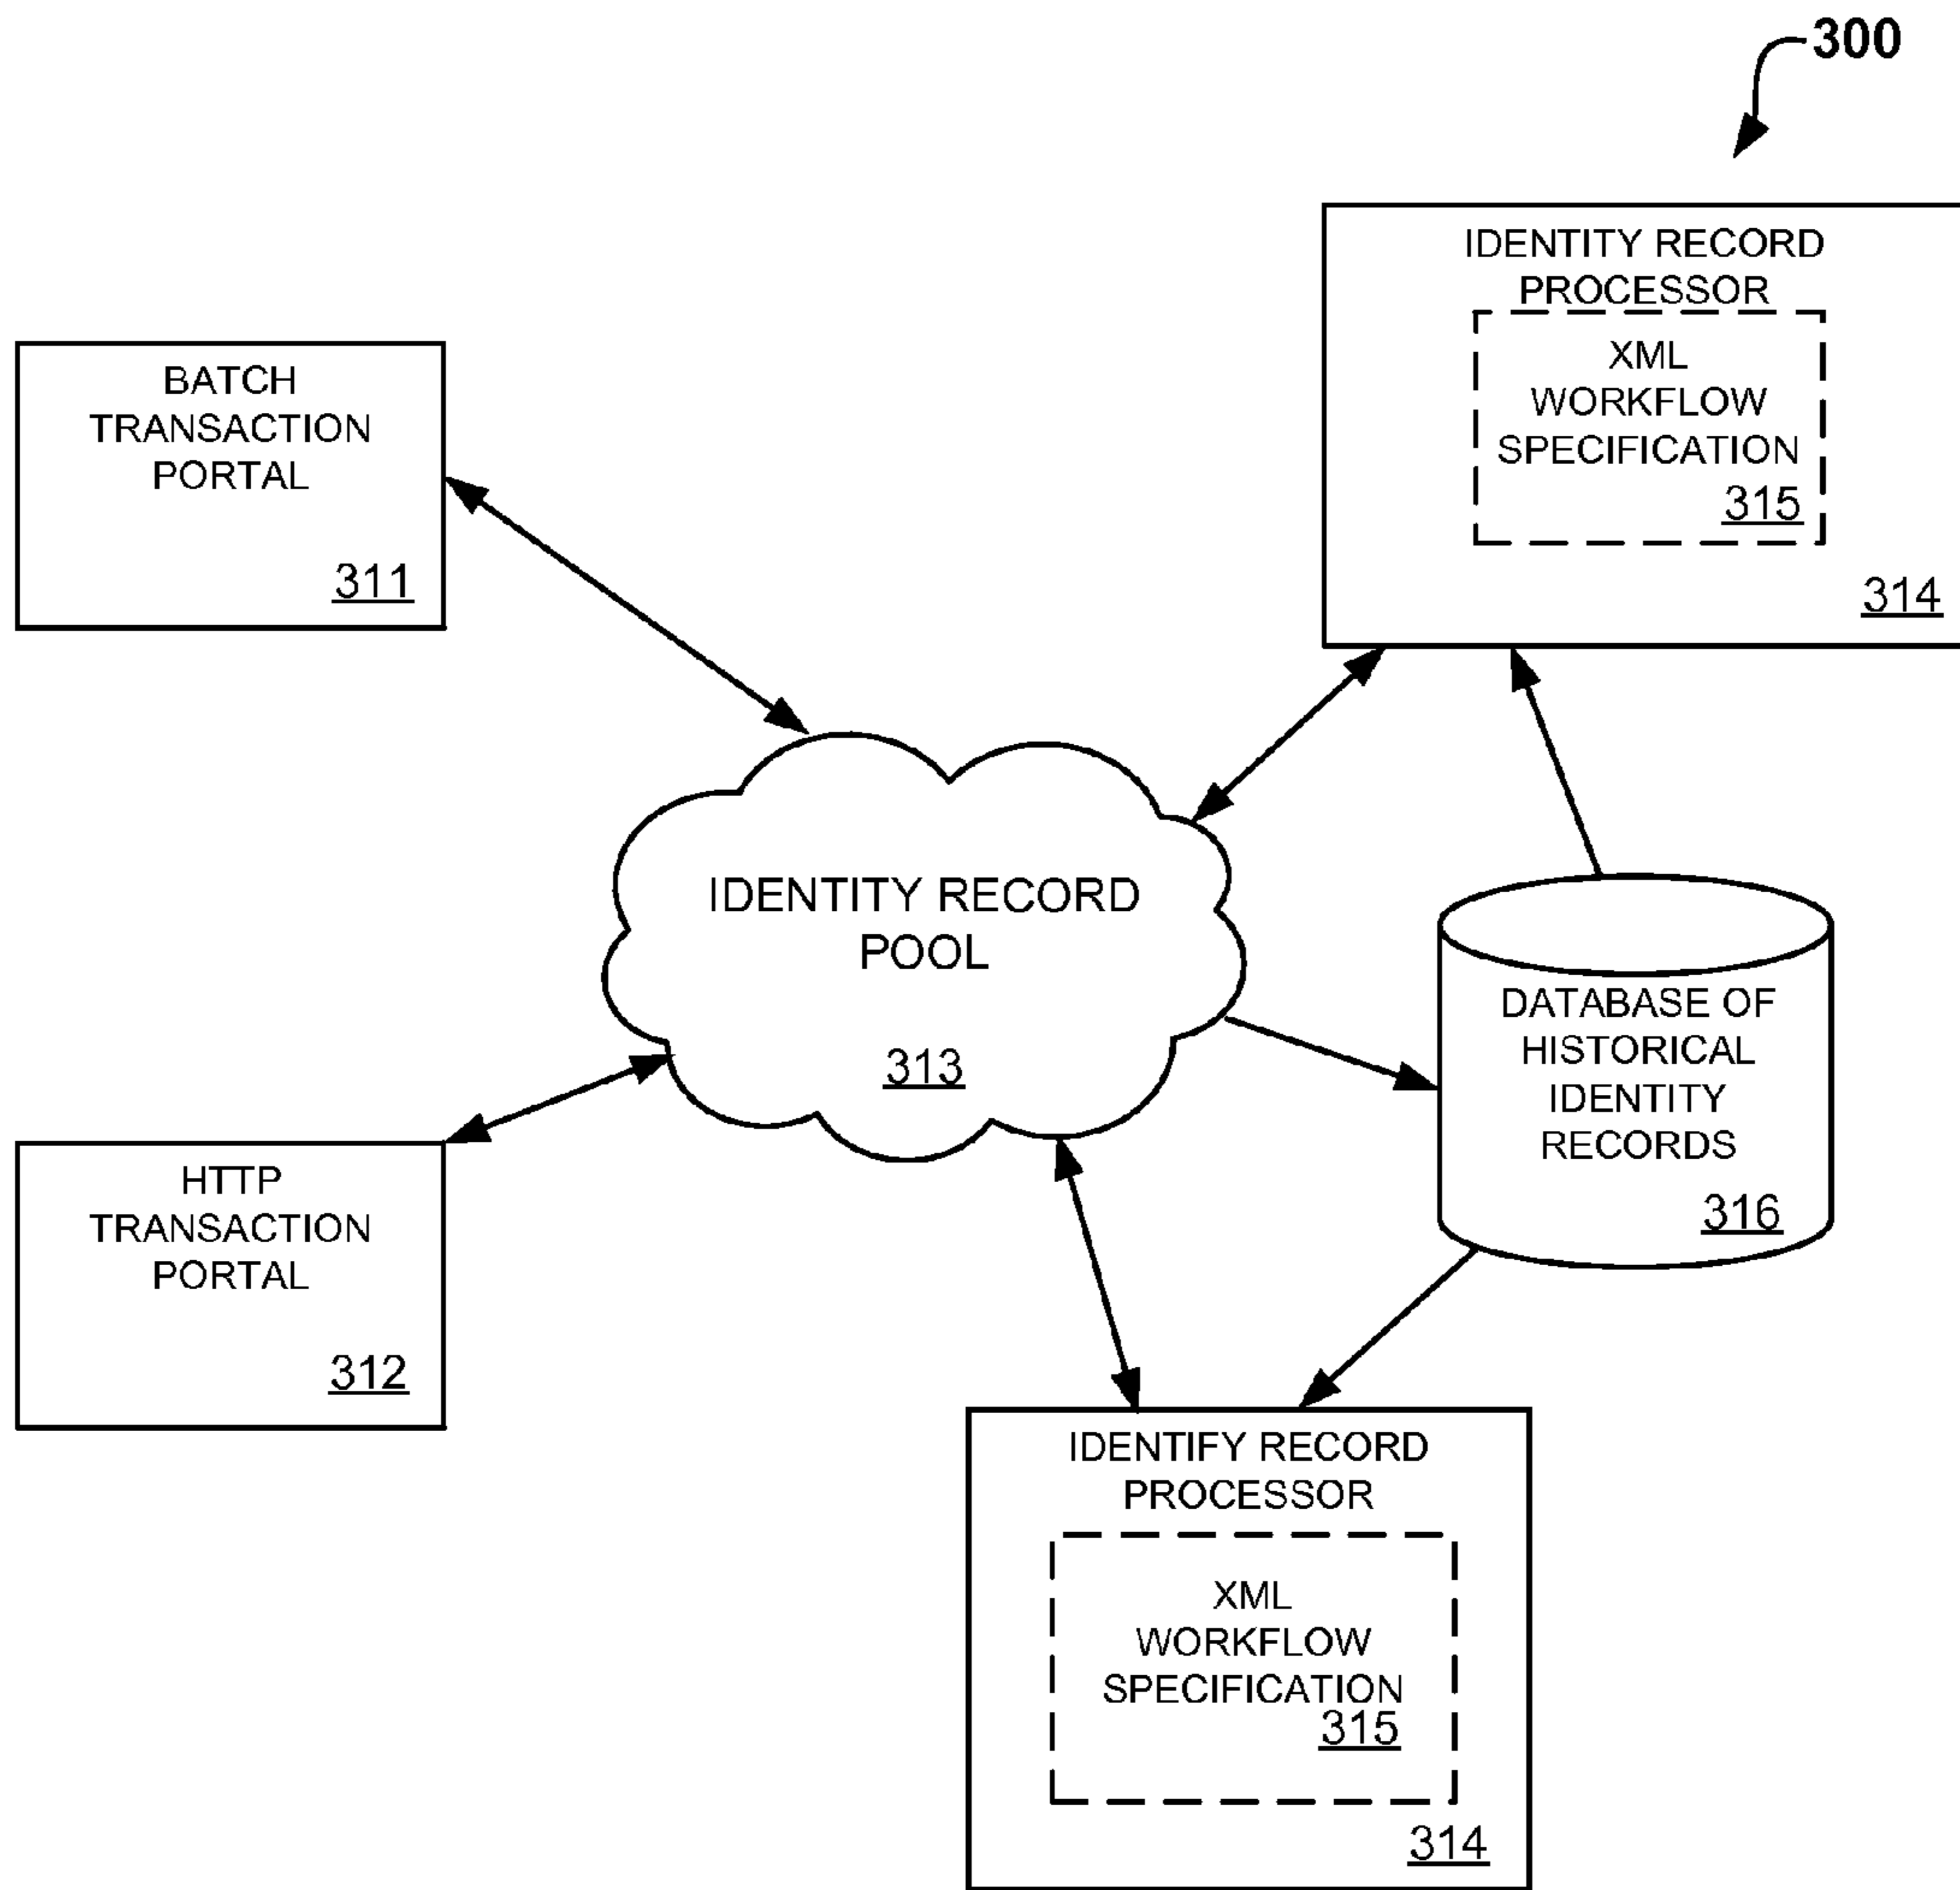 300
IDENTITY RECORD
PROCESSOR
XML
WORKFLOW
SPECIFICATION
315
314
BATCH
TRANSACTION
PORTAL
311
IDENTITY RECORD
POOL
313
DATABASE OF
HISTORICAL
IDENTITY
RECORDS
316
HTTP
TRANSACTION
PORTAL
312
IDENTIFY RECORD
PROCESSOR
XML
WORKFLOW
SPECIFICATION
315
314